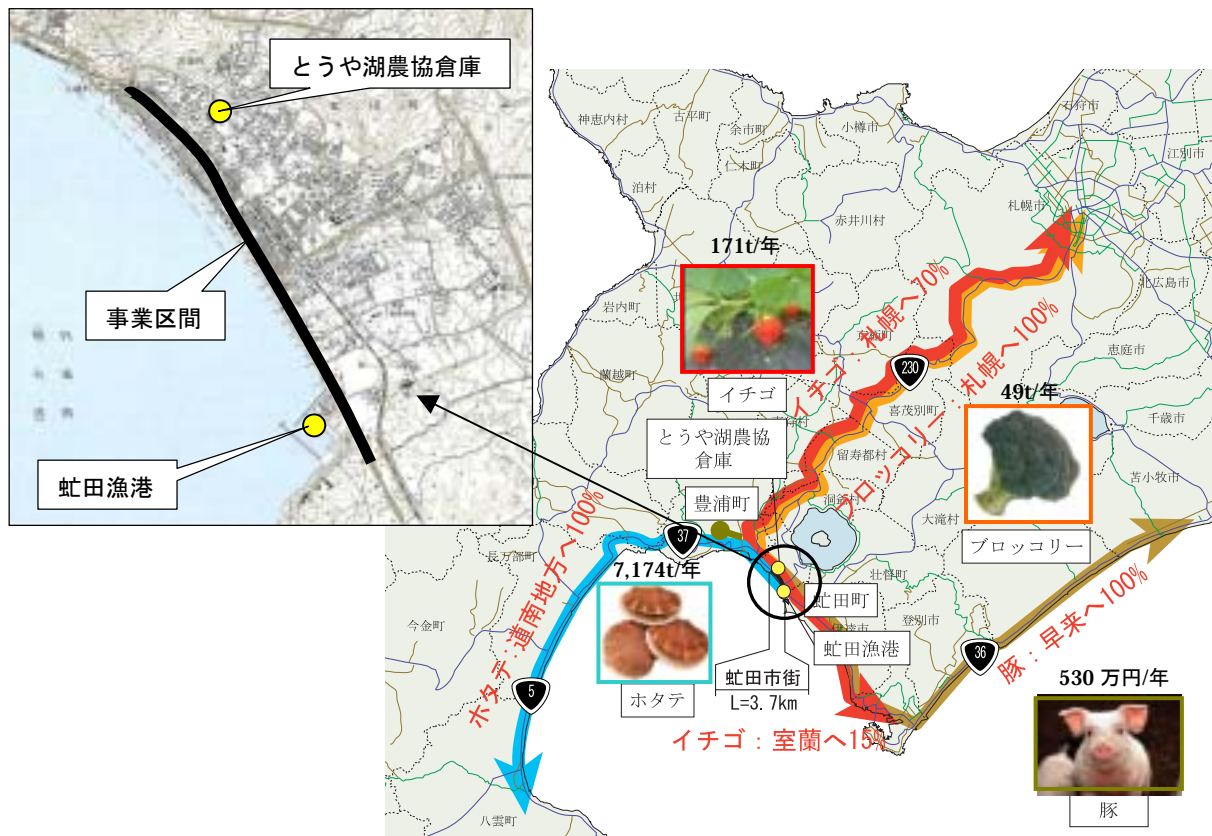 とうや湖農協倉庫
事業区間
虻田漁港
神恵内村
古平町
余市町
小樽市
石狩市
仁木町
江別市
泊村
札幌市
赤井川村
171t/年
イチゴ
イチゴ：札幌へ70%
ブロッコリー：札幌へ100%
北広島市
岩内町
恵庭市
230
蘭越町
喜茂別町
49t/年
ブロッコリー
千歳市
とうや湖農協
倉庫
留寿都村
苫小牧市
豊浦町
大滝村
37
長万部町
7,174t/年
ホタテ
ホタテ：道南地方へ100%
壮瞥町
虻田町
今金町
登別市
伊達市
虻田漁港
36
豚：早来へ100%
虻田市街
L=3.7km
5
530 万円/年
豚
イチゴ：室蘭へ15%
八雲町